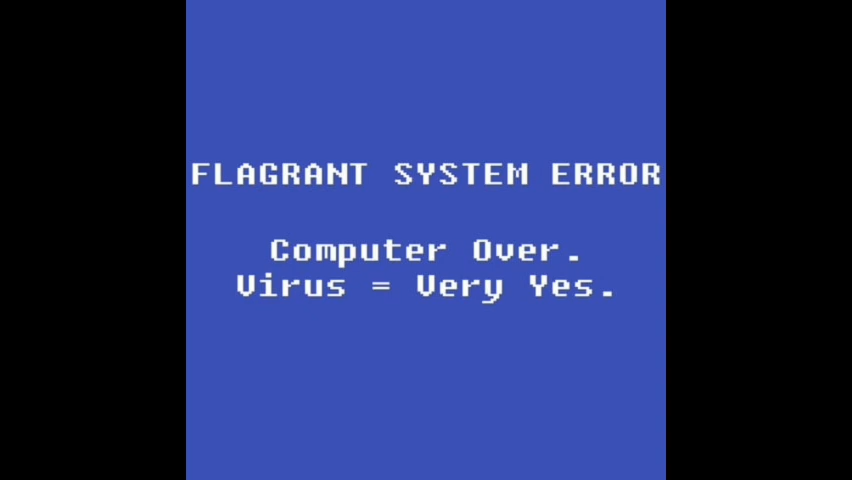 FLAGRANT SYSTEM ERROR
Computer Over.
Virus = Very Yes.